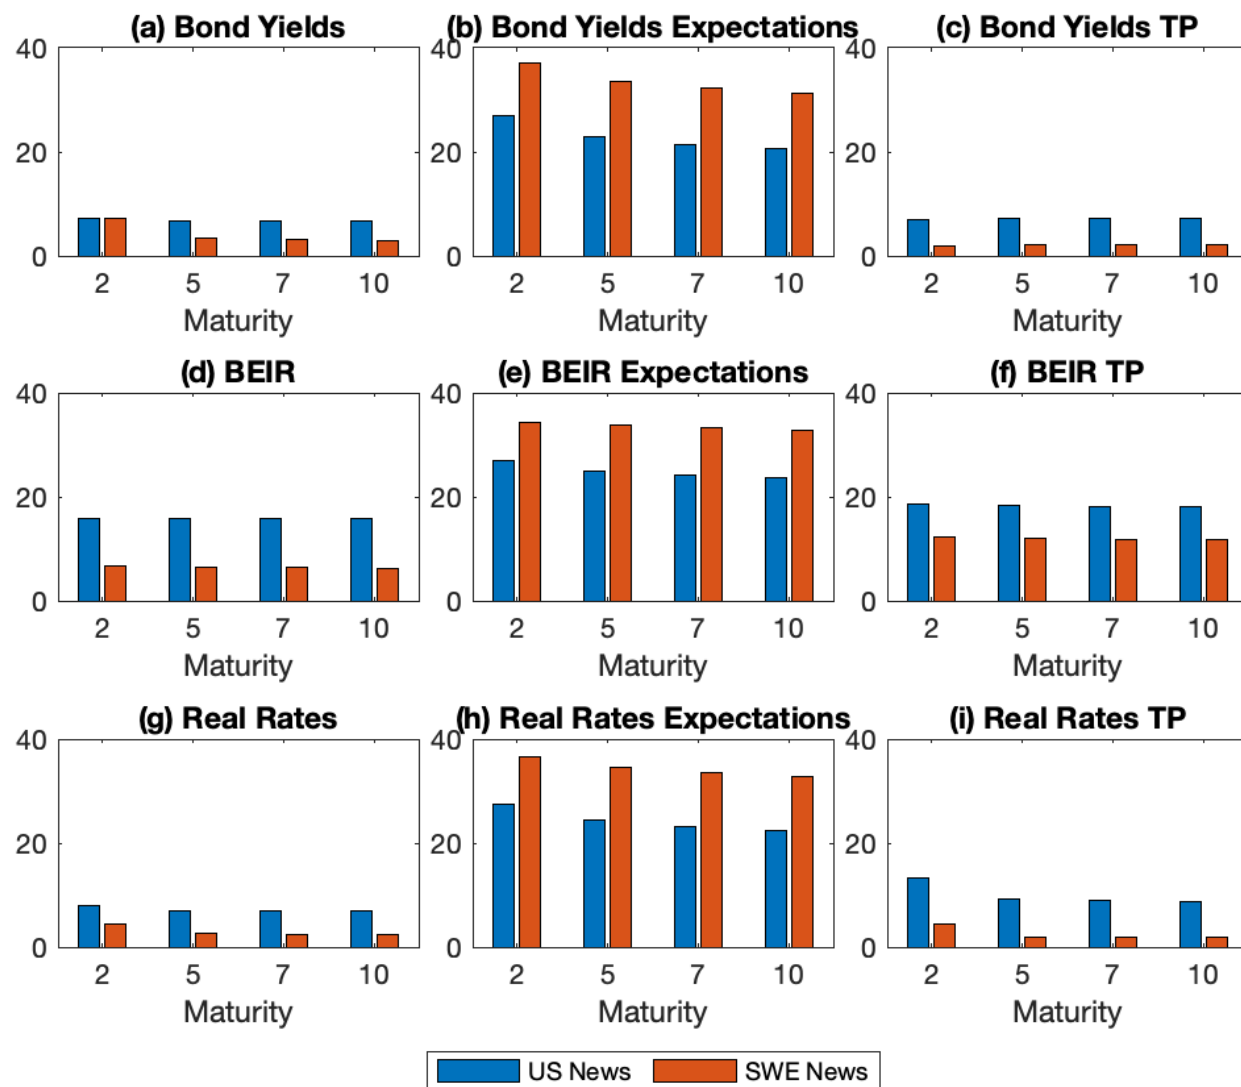 (a) Bond Yields
40
20
0
2 5 7 10
Maturity
(b) Bond Yields Expectations
40
20
0
2 5 7 10
Maturity
(c) Bond Yields TP
40
20
0
2 5 7 10
Maturity
(d) BEIR
40
20
0
2 5 7 10
Maturity
(e) BEIR Expectations
40
20
0
2 5 7 10
Maturity
(f) BEIR TP
40
20
0
2 5 7 10
Maturity
(g) Real Rates
40
20
0
2 5 7 10
Maturity
(h) Real Rates Expectations
40
20
0
2 5 7 10
Maturity
(i) Real Rates TP
40
20
0
2 5 7 10
Maturity
US News
SWE News